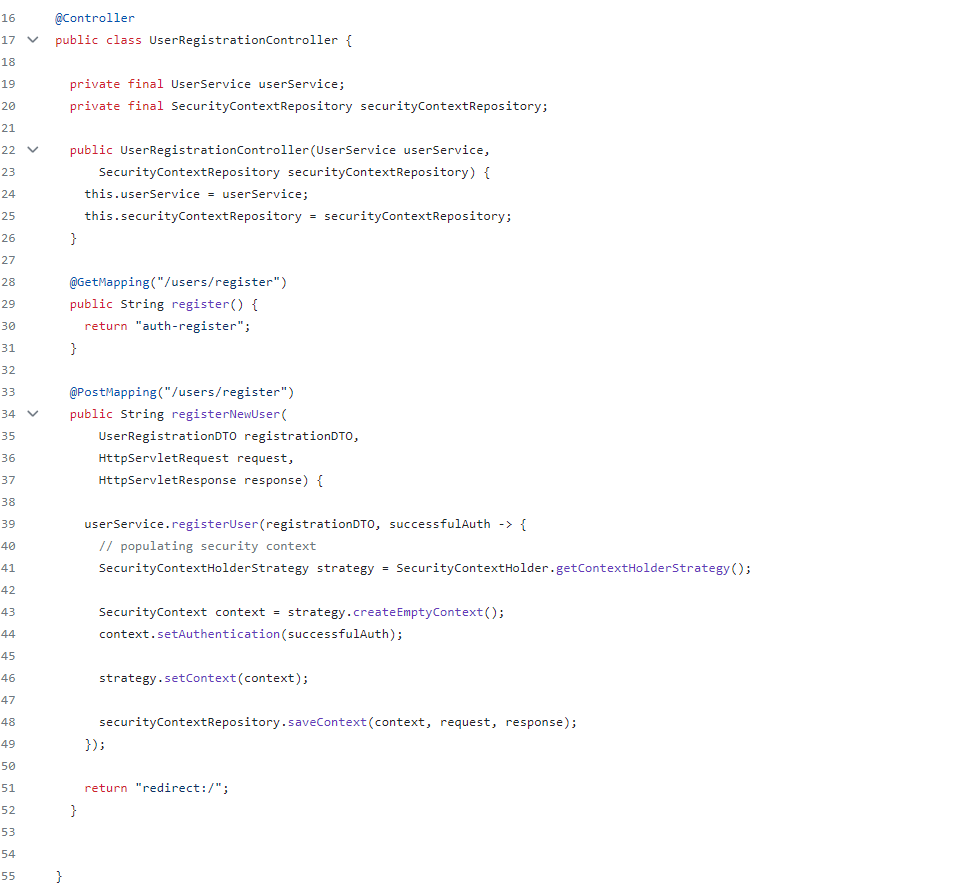 16 @Controller
17 public class UserRegistrationController {
18
19 private final UserService userService;
20 private final SecurityContextRepository securityContextRepository;
21
22 public UserRegistrationController(UserService userService,
23 SecurityContextRepository securityContextRepository) {
24 this.userService = userService;
25 this.securityContextRepository = securityContextRepository;
26 }
27
28 @GetMapping("/users/register")
29 public String register() {
30 return "auth-register";
31 }
32
33 @PostMapping("/users/register")
34 public String registerNewUser(
35 UserRegistrationDTO registrationDTO,
36 HttpServletRequest request,
37 HttpServletResponse response) {
38
39 userService.registerUser(registrationDTO, successfulAuth -> {
40 // populating security context
41 SecurityContextHolderStrategy strategy = SecurityContextHolder.getContextHolderStrategy();
42
43 SecurityContext context = strategy.createEmptyContext();
44 context.setAuthentication(successfulAuth);
45
46 strategy.setContext(context);
47
48 securityContextRepository.saveContext(context, request, response);
49 });
50
51 return "redirect:/";
52 }
53
54
55 }